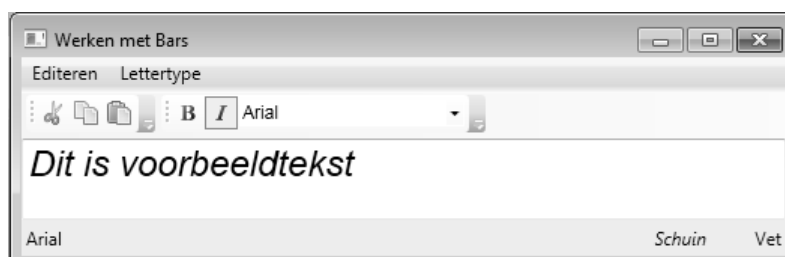 Werken met Bars
Editeren Lettertype
B I Arial
Dit is voorbeeldtekst
Arial Schuin Vet